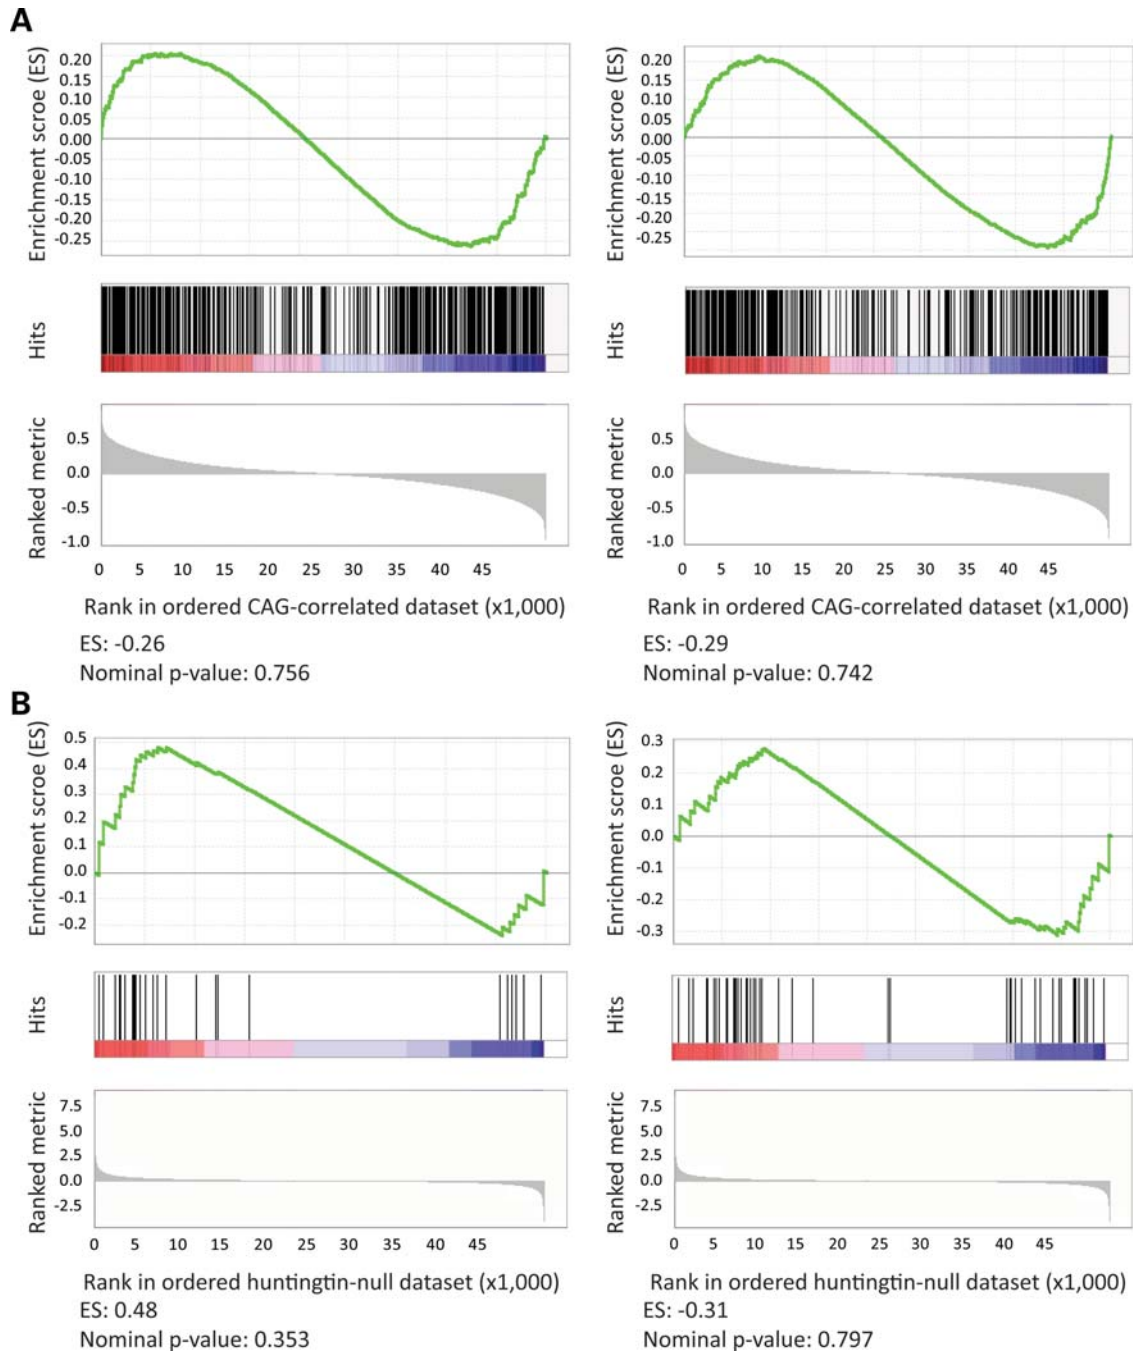 A
Enrichment scroe (ES)
0.20
0.15
0.10
0.05
0.00
-0.05
-0.10
-0.15
-0.20
-0.25
Hits
Ranked metric
0.5
0.0
-0.5
-1.0
0 5 10 15 20 25 30 35 40 45
Rank in ordered CAG-correlated dataset (x1,000)
ES: -0.26
Nominal p-value: 0.756
Enrichment scroe (ES)
0.20
0.15
0.10
0.05
0.00
-0.05
-0.10
-0.15
-0.20
-0.25
Hits
Ranked metric
0.5
0.0
-0.5
-1.0
0 5 10 15 20 25 30 35 40 45
Rank in ordered CAG-correlated dataset (x1,000)
ES: -0.29
Nominal p-value: 0.742
B
Enrichment scroe (ES)
0.5
0.4
0.3
0.2
0.1
0.0
-0.1
-0.2
Hits
Ranked metric
7.5
5.0
2.5
0.0
-2.5
0 5 10 15 20 25 30 35 40 45
Rank in ordered huntingtin-null dataset (x1,000)
ES: 0.48
Nominal p-value: 0.353
Enrichment scroe (ES)
0.3
0.2
0.1
0.0
-0.1
-0.2
-0.3
Hits
Ranked metric
7.5
5.0
2.5
0.0
-2.5
0 5 10 15 20 25 30 35 40 45
Rank in ordered huntingtin-null dataset (x1,000)
ES: -0.31
Nominal p-value: 0.797